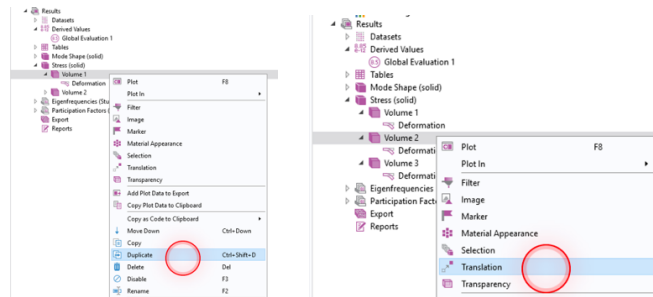 Results
Datasets
Derived Values
Global Evaluation 1
Tables
Mode Shape (solid)
Stress (solid)
Volume 1
Deformation
Volume 2
Eigenfrequencies (Stu
Participation Factors (
Export
Reports
Plot F8
Plot In
Filter
Image
Marker
Material Appearance
Selection
Translation
Transparency
Add Plot Data to Export
Copy Plot Data to Clipboard
Copy as Code to Clipboard
Move Down Ctrl+Down
Copy
Duplicate Ctrl+Shift+D
Delete Del
Disable F3
Rename F2
Results
Datasets
Derived Values
Global Evaluation 1
Tables
Mode Shape (solid)
Stress (solid)
Volume 1
Deformation
Volume 2
Deformati
Volume 3
Deformati
Eigenfrequencies
Participation Fact
Export
Reports
Plot F8
Plot In
Filter
Image
Marker
Material Appearance
Selection
Translation
Transparency